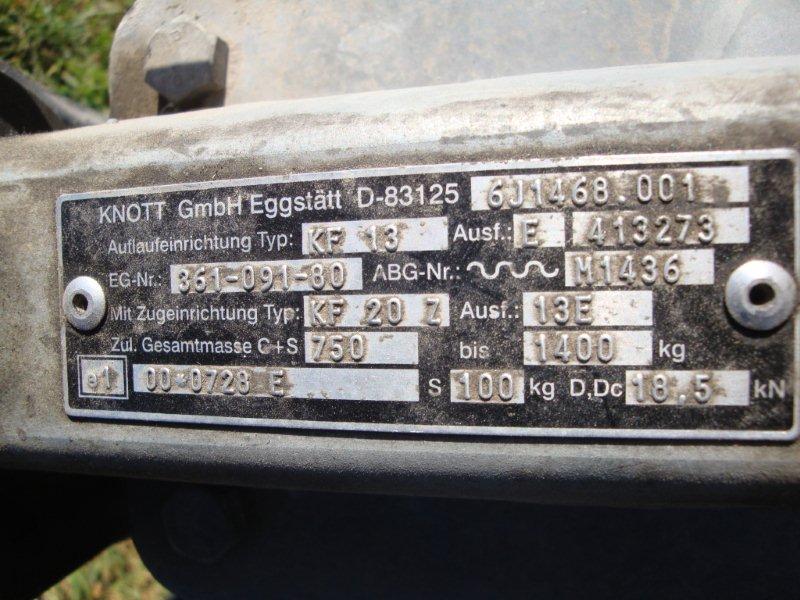 KNOTT GmbH Eggstätt D-83125 6J1468.001
Auflaufeinrichtung Typ: KF 13 Ausf.: E 413273
EG-Nr.: 361-091-80 ABG-Nr.: M1436
Mit Zugeinrichtung Typ: KF 20 Z Ausf.: 13E
Zul. Gesamtmasse C+S 750 bis 1400 kg
e1 00*0728 E S 100 kg D,Dc 18.5 kN